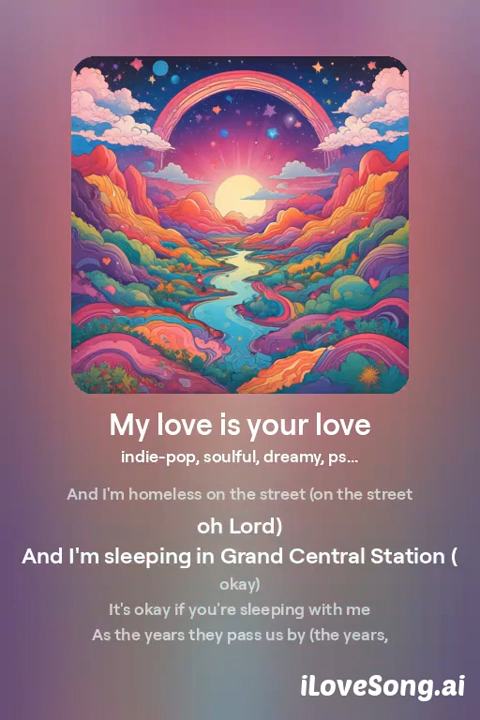 My love is your love
indie-pop, soulful, dreamy, ps...
And I'm homeless on the street (on the street
oh Lord)
And I'm sleeping in Grand Central Station (
okay)
It's okay if you're sleeping with me
As the years they pass us by (the years,
iLoveSong.ai